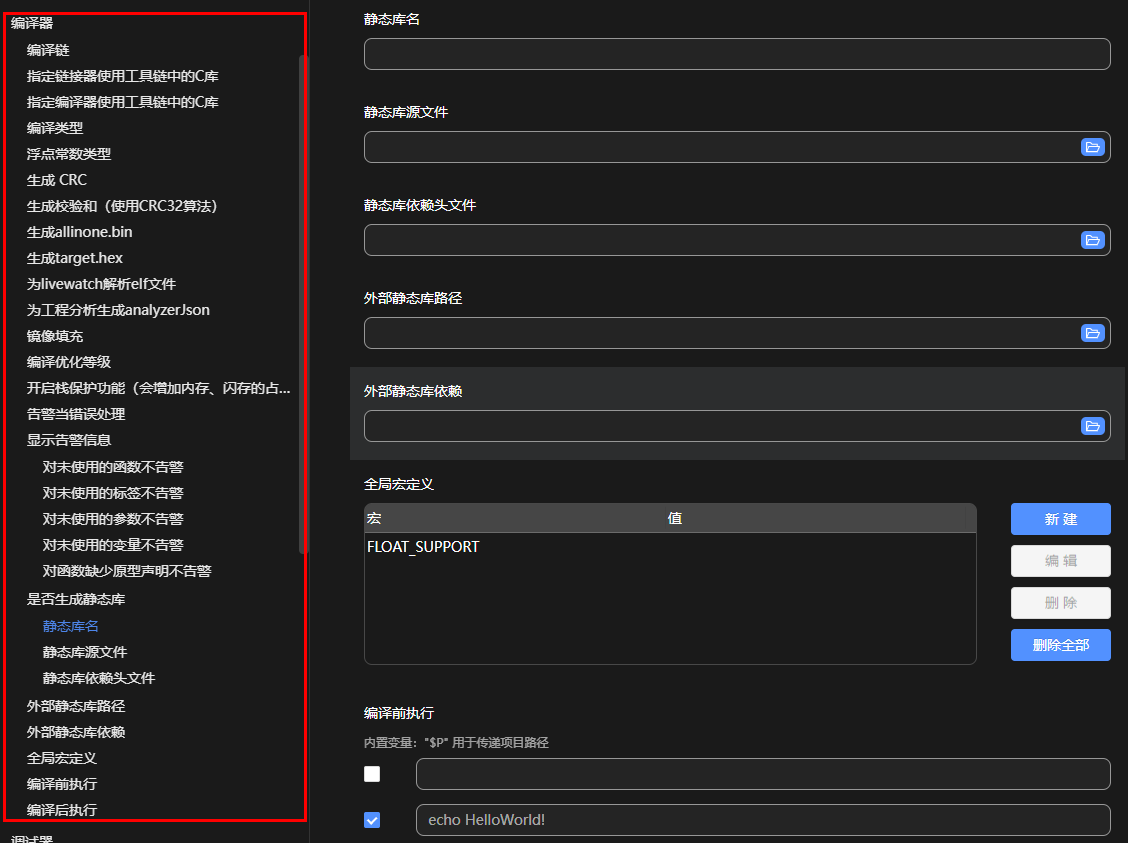 编译器
编译链
指定链接器使用工具链中的C库
指定编译器使用工具链中的C库
编译类型
浮点常数类型
生成 CRC
生成校验和（使用CRC32算法）
生成allinone.bin
生成target.hex
为livewatch解析elf文件
为工程分析生成analyzerJson
镜像填充
编译优化等级
开启栈保护功能（会增加内存、闪存的占...
告警当错误处理
显示告警信息
对未使用的函数不告警
对未使用的标签不告警
对未使用的参数不告警
对未使用的变量不告警
对函数缺少原型声明不告警
是否生成静态库
静态库名
静态库源文件
静态库依赖头文件
外部静态库路径
外部静态库依赖
全局宏定义
编译前执行
编译后执行
调试器
静态库名
静态库源文件
静态库依赖头文件
外部静态库路径
外部静态库依赖
全局宏定义
宏 值
FLOAT_SUPPORT
新 建
编 辑
删 除
删除全部
编译前执行
内置变量："$P" 用于传递项目路径
echo HelloWorld!